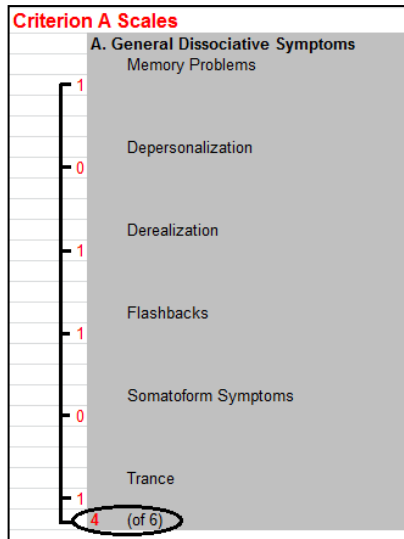 Criterion A Scales
A. General Dissociative Symptoms
Memory Problems
1
Depersonalization
0
Derealization
1
Flashbacks
1
Somatoform Symptoms
0
Trance
1
4 (of 6)